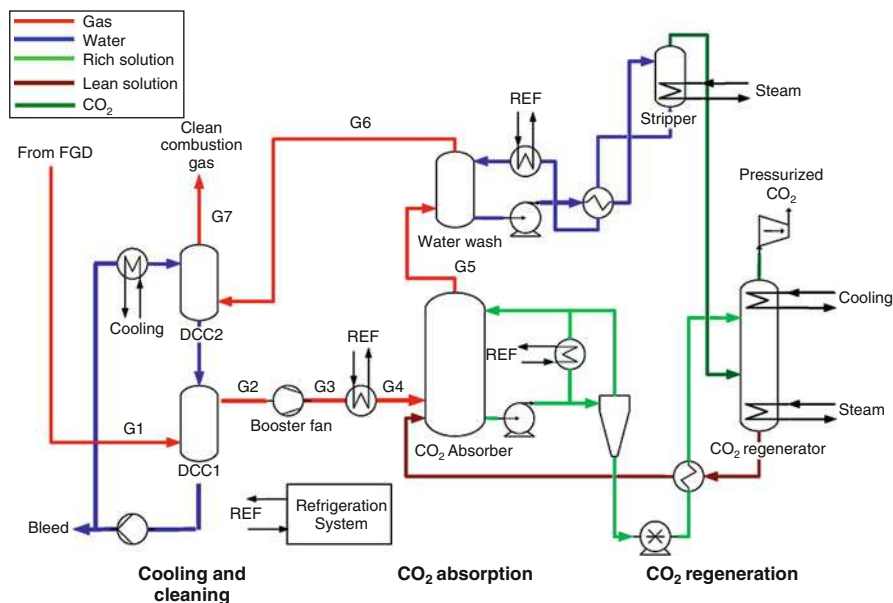 Gas
Water
Rich solution
Lean solution
CO₂
From FGD
Clean
combustion
gas
G7
G6
REF
Stripper
Steam
Pressurized
CO₂
Water wash
G5
Cooling
DCC2
REF
REF
Cooling
G2
G3
G4
Booster fan
G1
DCC1
CO₂ Absorber
Steam
CO₂ regenerator
Bleed
REF
Refrigeration
System
Cooling and
cleaning
CO₂ absorption
CO₂ regeneration